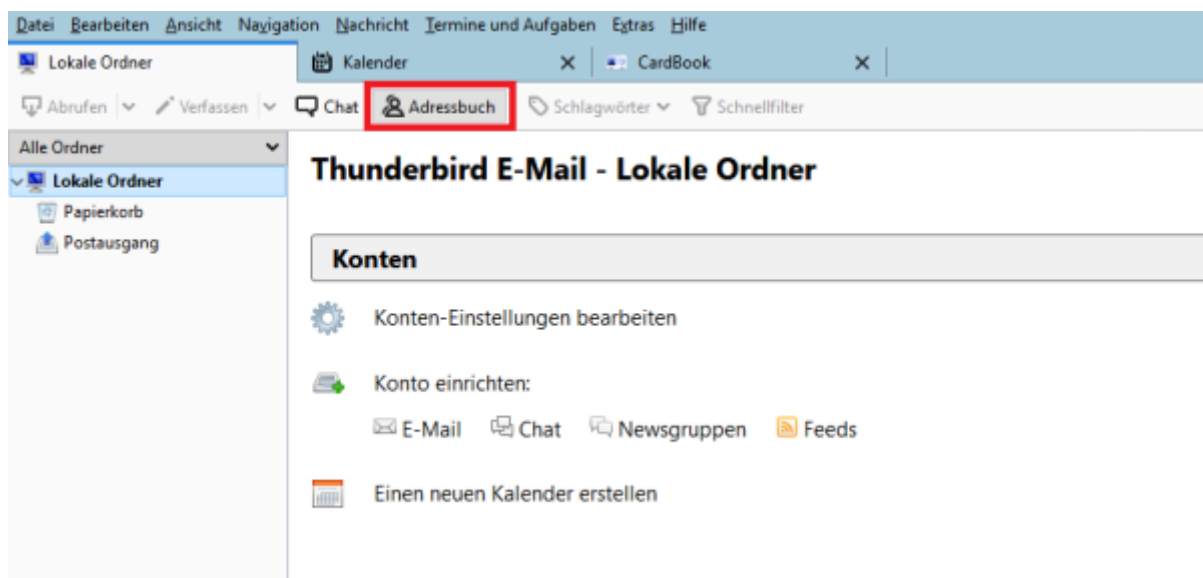 Datei Bearbeiten Ansicht Navigation Nachricht Termine und Aufgaben Extras Hilfe
Lokale Ordner Kalender CardBook
Abrufen Verfassen Chat Adressbuch Schlagwörter Schnellfilter
Alle Ordner
Lokale Ordner
Papierkorb
Postausgang
Thunderbird E-Mail - Lokale Ordner
Konten
Konten-Einstellungen bearbeiten
Konto einrichten:
E-Mail Chat Newsgruppen Feeds
Einen neuen Kalender erstellen